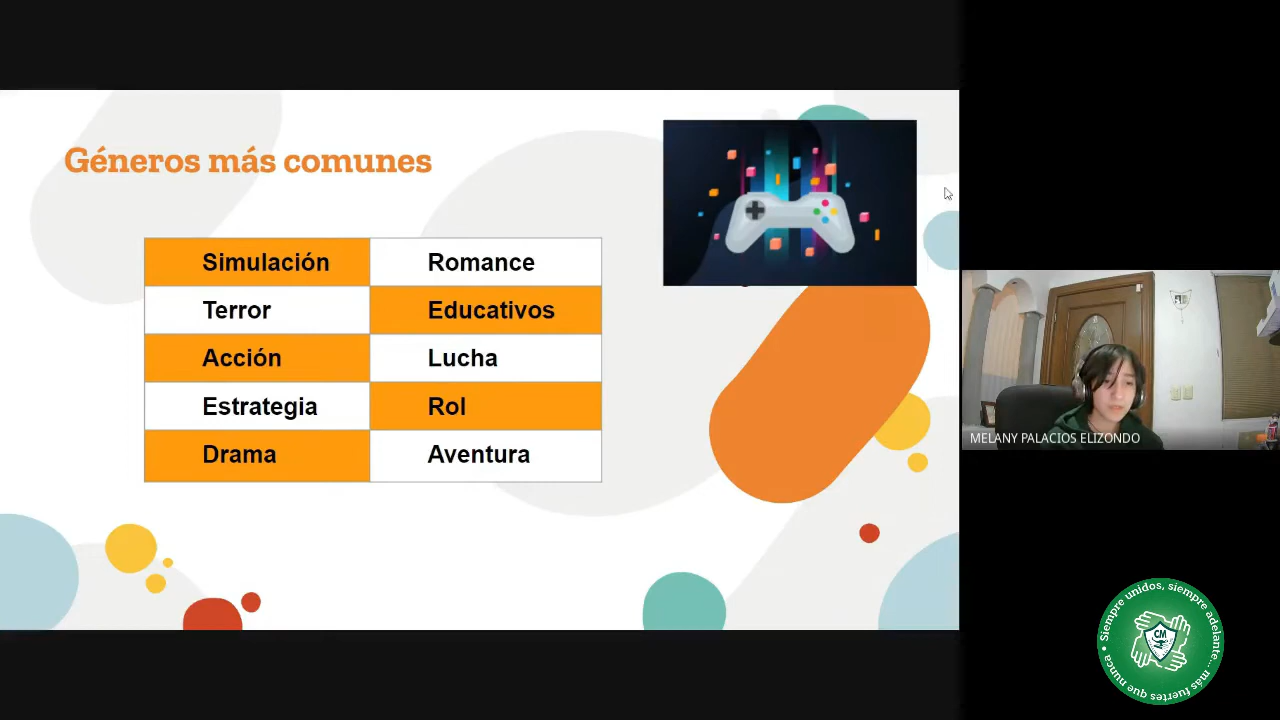 Géneros más comunes
Simulación Romance
Terror Educativos
Acción Lucha
Estrategia Rol
Drama Aventura
MELANY PALACIOS ELIZONDO
Siempre unidos, siempre adelante... más fuertes que nunca •
CM